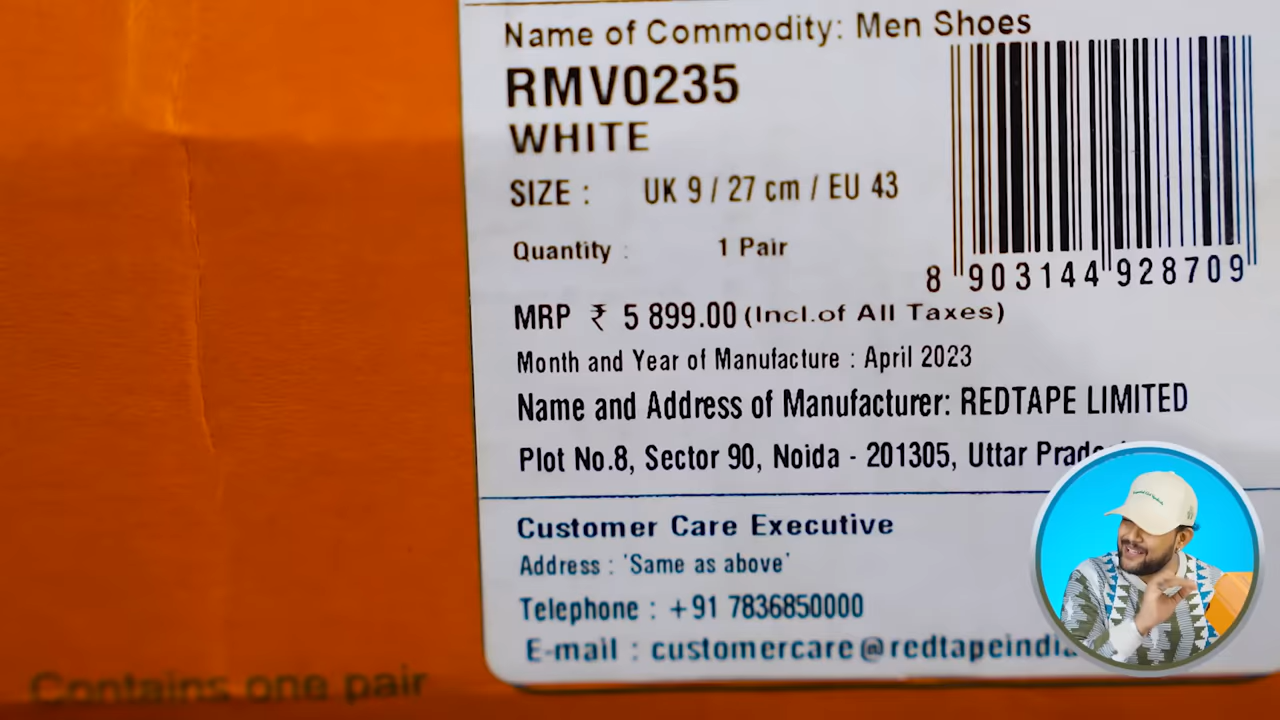 Name of Commodity: Men Shoes
RMV0235
WHITE
SIZE : UK 9 / 27 cm / EU 43
Quantity : 1 Pair
8 903144 928709
MRP ₹ 5 899.00 (Incl.of All Taxes)
Month and Year of Manufacture : April 2023
Name and Address of Manufacturer: REDTAPE LIMITED
Plot No.8, Sector 90, Noida - 201305, Uttar
Customer Care Executive
Address : 'Same as above'
Telephone : +91 7836850000
E-mail : customercare@redtapeindia
Contains one pair